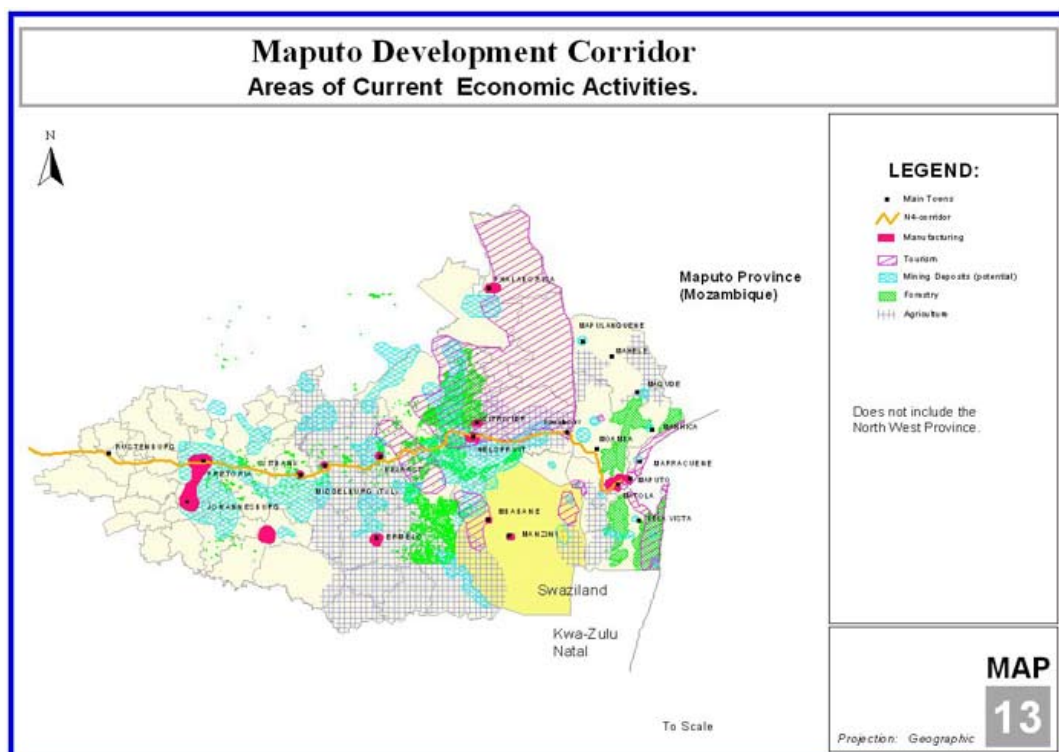 Maputo Development Corridor
Areas of Current Economic Activities.
N
LEGEND:
Main Towns
N4-corridor
Manufacturing
Tourism
Mining Deposits (potential)
Forestry
Agriculture
Maputo Province
(Mozambique)
PHALABORWA
MAPULANGUENE
MAHELE
MAGUDE
MANHICA
MOAMBA
MARRACUENE
MAPUTO
MATOLA
BELA VISTA
NELSPRUIT
RUSTENBURG
PRETORIA
WITBANK
BELFAST
MIDDELBURG (TVL)
JOHANNESBURG
ERMELO
MBABANE
MANZINI
Swaziland
Kwa-Zulu
Natal
Does not include the
North West Province.
To Scale
MAP
13
Projection: Geographic